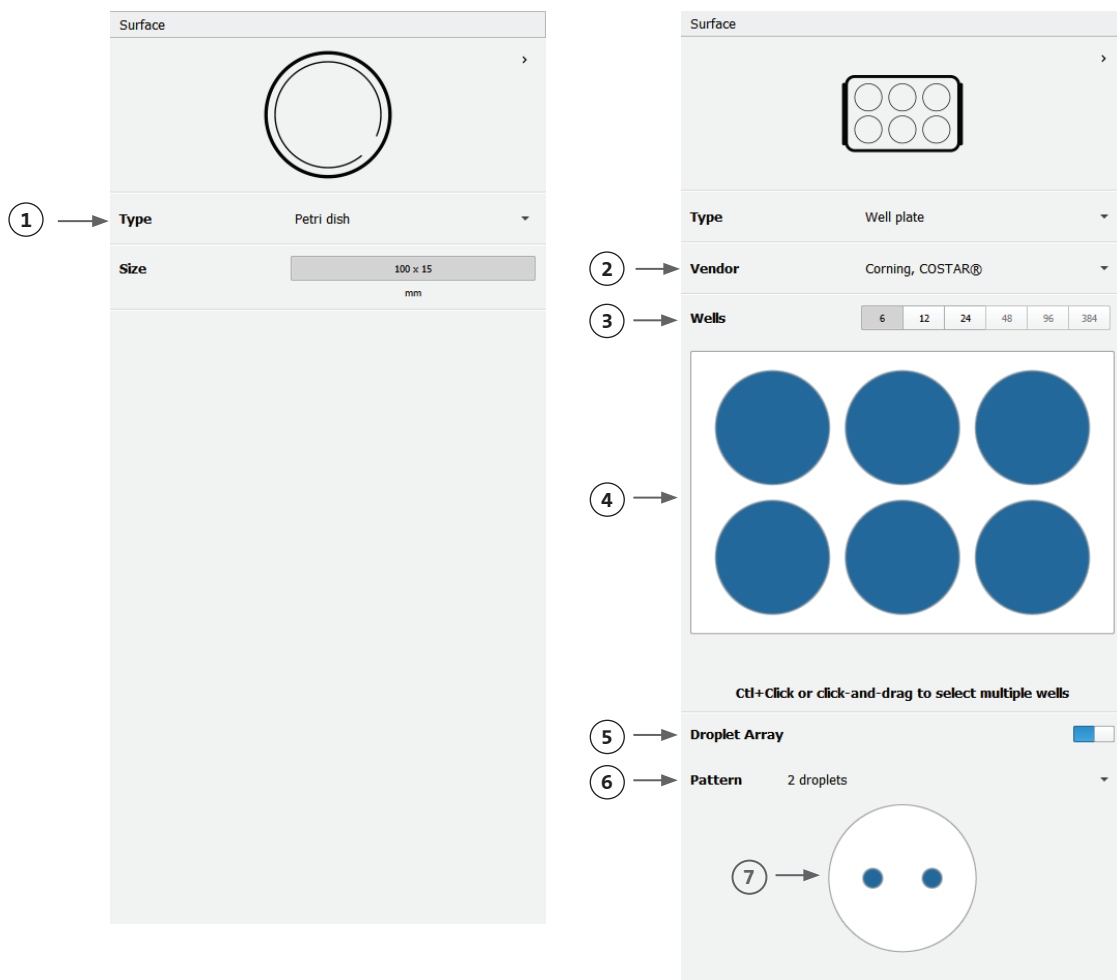 Surface
1
Type Petri dish
Size 100 x 15
mm
Surface
Type Well plate
2
Vendor Corning, COSTAR®
3
Wells 6 12 24 48 96 384
4
Ctl+Click or click-and-drag to select multiple wells
5
Droplet Array
6
Pattern 2 droplets
7